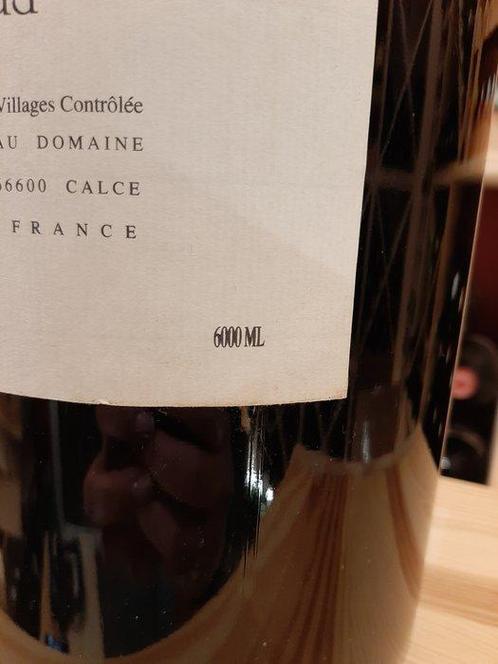 Villages Contrôlée
AU DOMAINE
66600 CALCE
FRANCE
6000 ML